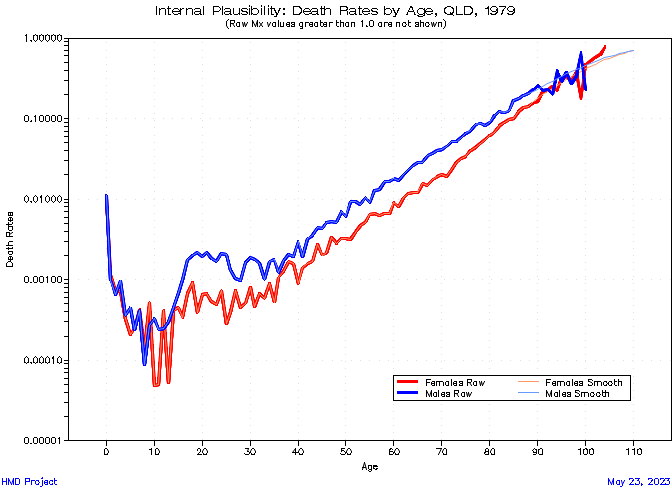 Internal Plausibility: Death Rates by Age, QLD, 1979
(Raw Mx values greater than 1.0 are not shown)
1.00000
0.10000
0.01000
0.00100
0.00010
0.00001
Death Rates
Females Raw
Females Smooth
Males Raw
Males Smooth
0 10 20 30 40 50 60 70 80 90 100 110
Age
HMD Project
May 23, 2023